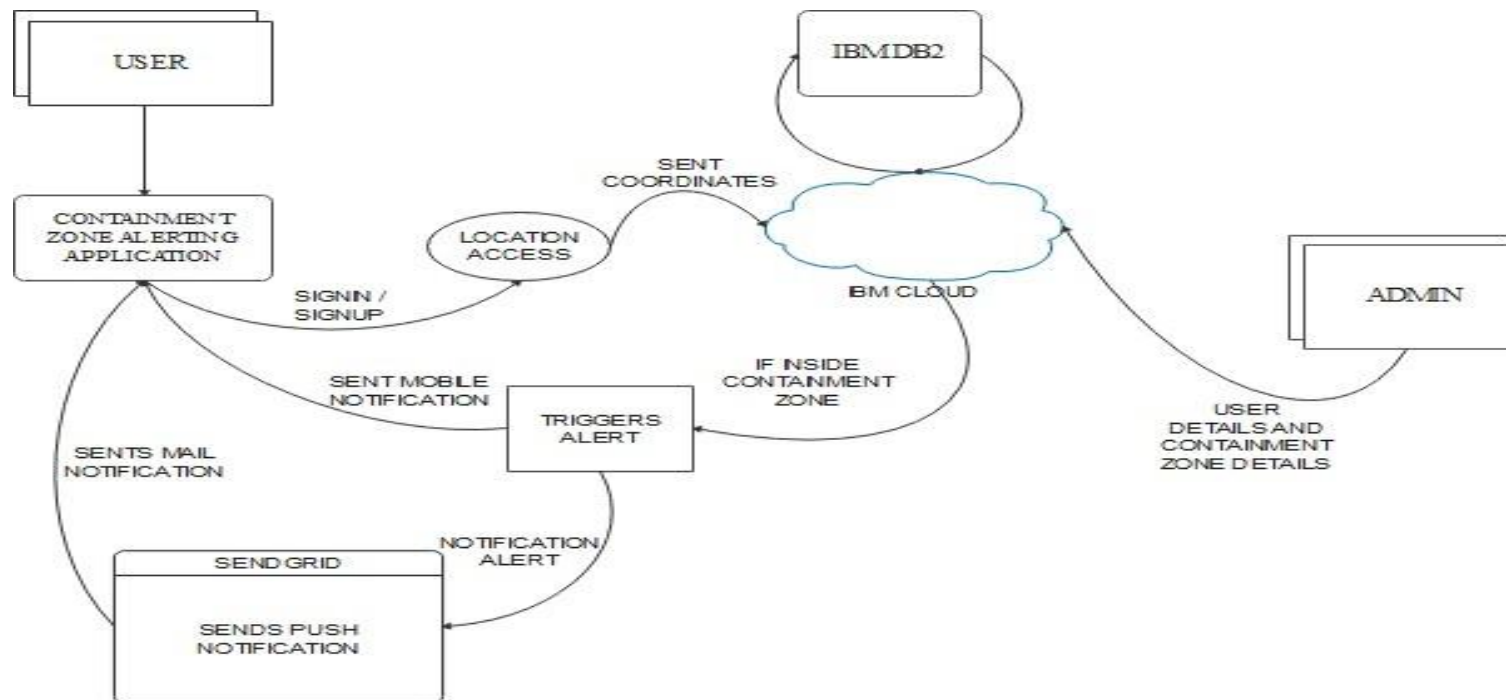 USER
IBM DB2
CONTAINMENT
ZONE ALERTING
APPLICATION
SENT
COORDINATES
LOCATION
ACCESS
SIGNIN /
SIGNUP
IBM CLOUD
ADMIN
SENT MOBILE
NOTIFICATION
IF INSIDE
CONTAINMENT
ZONE
TRIGGERS
ALERT
USER
DETAILS AND
CONTAINMENT
ZONE DETAILS
SENTS MAIL
NOTIFICATION
NOTIFICATION
ALERT
SENDGRID
SENDS PUSH
NOTIFICATION